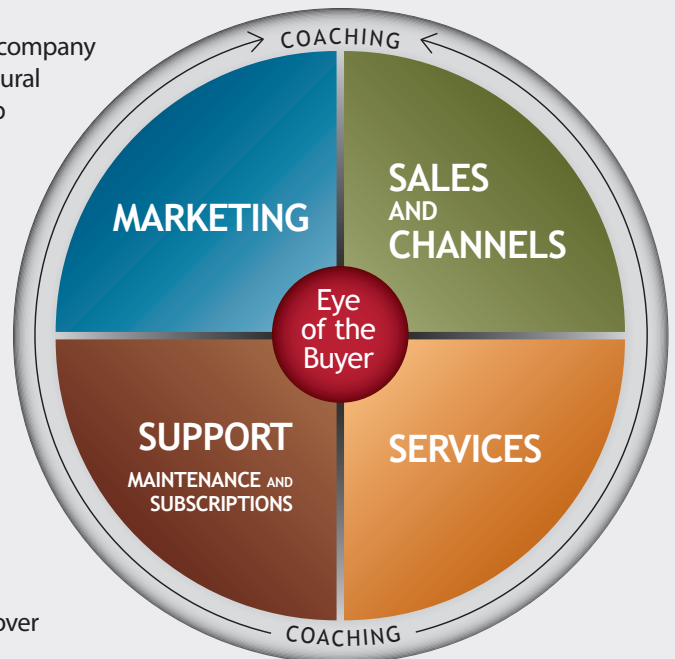 company
ural
over
COACHING
MARKETING
SALES
AND
CHANNELS
Eye
of the
Buyer
SUPPORT
MAINTENANCE AND
SUBSCRIPTIONS
SERVICES
COACHING